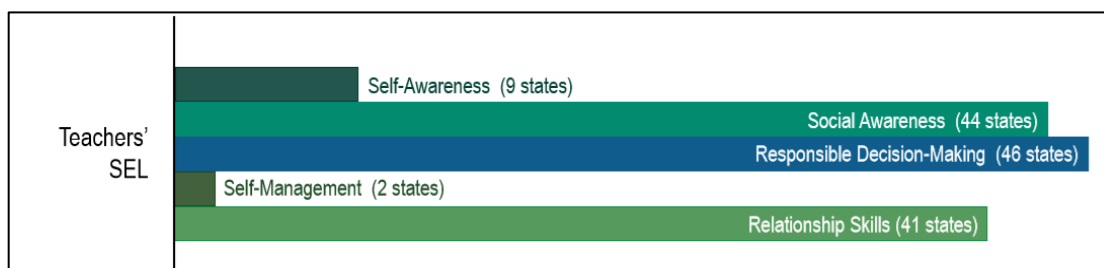 Teachers'
SEL
Self-Awareness (9 states)
Social Awareness (44 states)
Responsible Decision-Making (46 states)
Self-Management (2 states)
Relationship Skills (41 states)